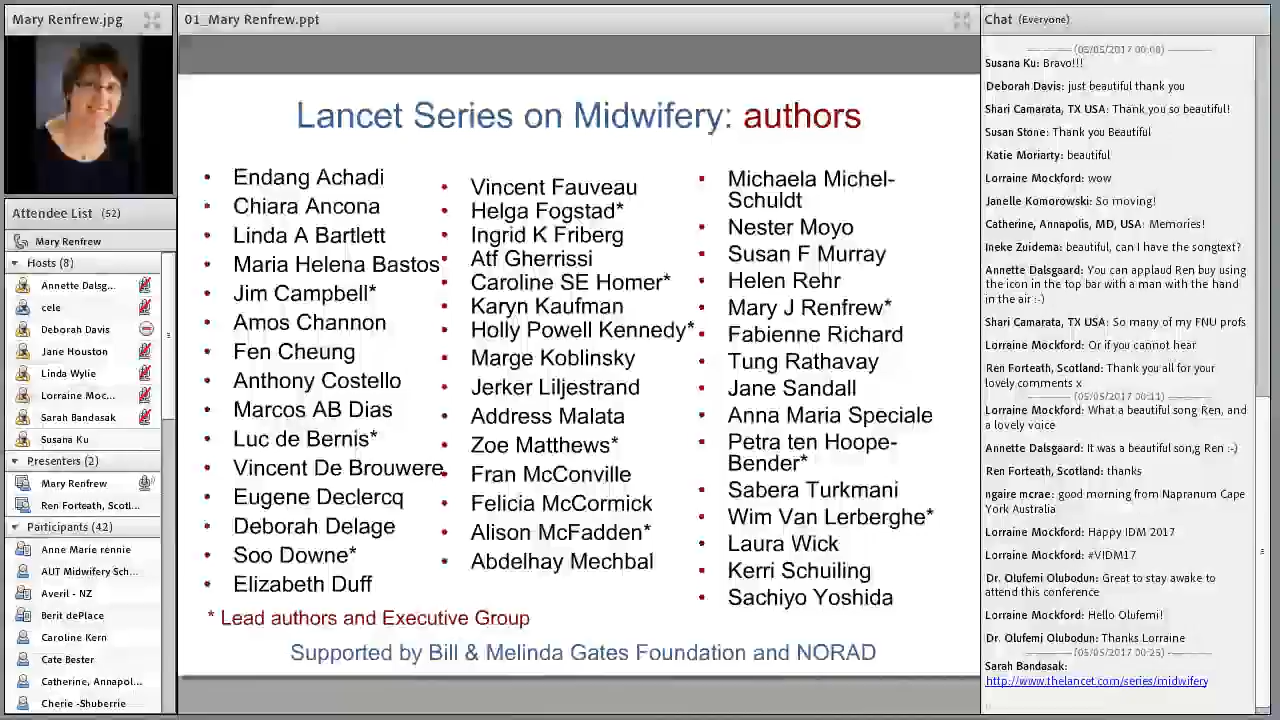 Mary Renfrew.jpg
Attendee List (52)
Mary Renfrew
Hosts (8)
Annette Dalsg...
cele
Deborah Davis
Jane Houston
Linda Wylie
Lorraine Moc...
Sarah Bandasak
Susana Ku
Presenters (2)
Mary Renfrew
Ren Forteath, Scotl...
Participants (42)
Anne Marie rennie
AUT Midwifery Sch...
Averil - NZ
Berit dePlace
Caroline Kern
Cate Bester
Catherine, Annapol...
Cherie -Shuberrie
01_Mary Renfrew.ppt
Lancet Series on Midwifery: authors
• Endang Achadi
• Chiara Ancona
• Linda A Bartlett
• Maria Helena Bastos
• Jim Campbell*
• Amos Channon
• Fen Cheung
• Anthony Costello
• Marcos AB Dias
• Luc de Bernis*
• Vincent De Brouwere
• Eugene Declercq
• Deborah Delage
• Soo Downe*
• Elizabeth Duff
• Vincent Fauveau
• Helga Fogstad*
• Ingrid K Friberg
• Atf Gherrissi
• Caroline SE Homer*
• Karyn Kaufman
• Holly Powell Kennedy*
• Marge Koblinsky
• Jerker Liljestrand
• Address Malata
• Zoe Matthews*
• Fran McConville
• Felicia McCormick
• Alison McFadden*
• Abdelhay Mechbal
• Michaela Michel-
Schuldt
• Nester Moyo
• Susan F Murray
• Helen Rehr
• Mary J Renfrew*
• Fabienne Richard
• Tung Rathavay
• Jane Sandall
• Anna Maria Speciale
• Petra ten Hoope-
Bender*
• Sabera Turkmani
• Wim Van Lerberghe*
• Laura Wick
• Kerri Schuiling
• Sachiyo Yoshida
* Lead authors and Executive Group
Supported by Bill & Melinda Gates Foundation and NORAD
Chat (Everyone)
(05/05/2017 00:08)
Susana Ku: Bravo!!!
Deborah Davis: just beautiful thank you
Shari Camarata, TX USA: Thank you so beautiful!
Susan Stone: Thank you Beautiful
Katie Moriarty: beautiful
Lorraine Mockford: wow
Janelle Komorowski: So moving!
Catherine, Annapolis, MD, USA: Memories!
Ineke Zuidema: beautiful, can I have the songtext?
Annette Dalsgaard: You can applaud Ren buy using
the icon in the top bar with a man with the hand
in the air :-)
Shari Camarata, TX USA: So many of my FNU profs
Lorraine Mockford: Or if you cannot hear
Ren Forteath, Scotland: Thank you all for your
lovely comments x
(05/05/2017 00:11)
Lorraine Mockford: What a beautiful song Ren, and
a lovely voice
Annette Dalsgaard: It was a beautiful song Ren :-)
Ren Forteath, Scotland: thanks
ngaire mcrae: good morning from Napranum Cape
York Australia
Lorraine Mockford: Happy IDM 2017
Lorraine Mockford: #VIDM17
Dr. Olufemi Olubodun: Great to stay awake to
attend this conference
Lorraine Mockford: Hello Olufemi!
Dr. Olufemi Olubodun: Thanks Lorraine
(05/05/2017 00:25)
Sarah Bandasak:
http://www.thelancet.com/series/midwifery